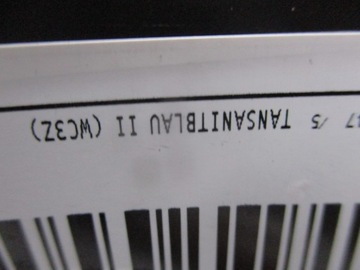 /5 TANSANITBLAU II (WC3Z)